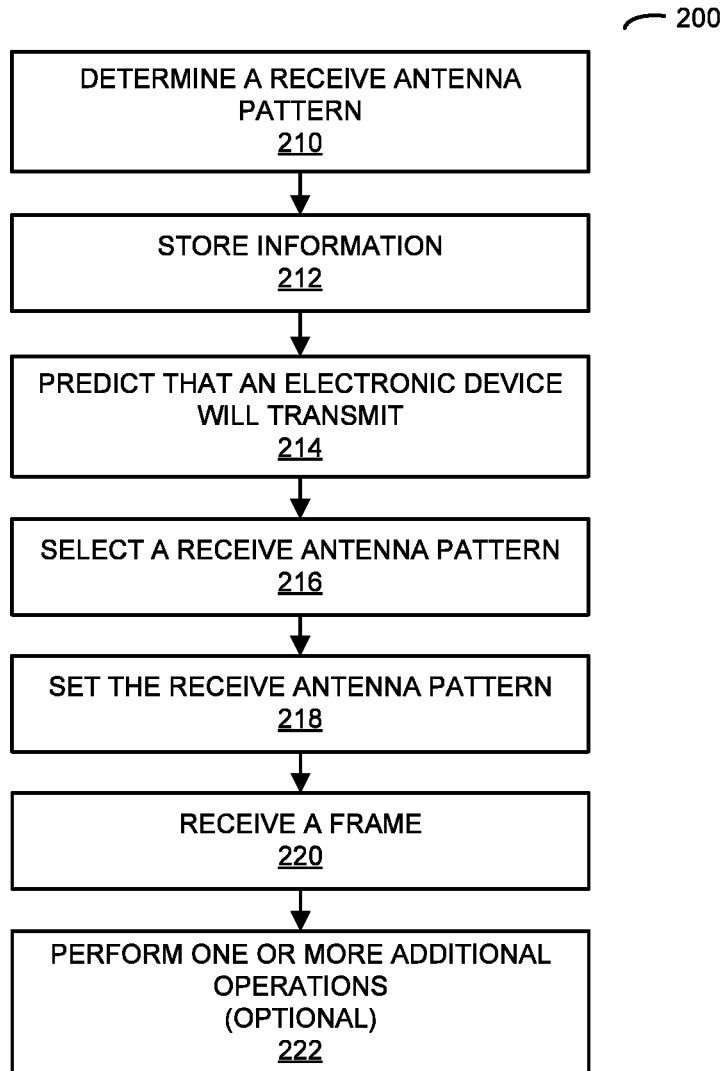 200
DETERMINE A RECEIVE ANTENNA
PATTERN
210
STORE INFORMATION
212
PREDICT THAT AN ELECTRONIC DEVICE
WILL TRANSMIT
214
SELECT A RECEIVE ANTENNA PATTERN
216
SET THE RECEIVE ANTENNA PATTERN
218
RECEIVE A FRAME
220
PERFORM ONE OR MORE ADDITIONAL
OPERATIONS
(OPTIONAL)
222